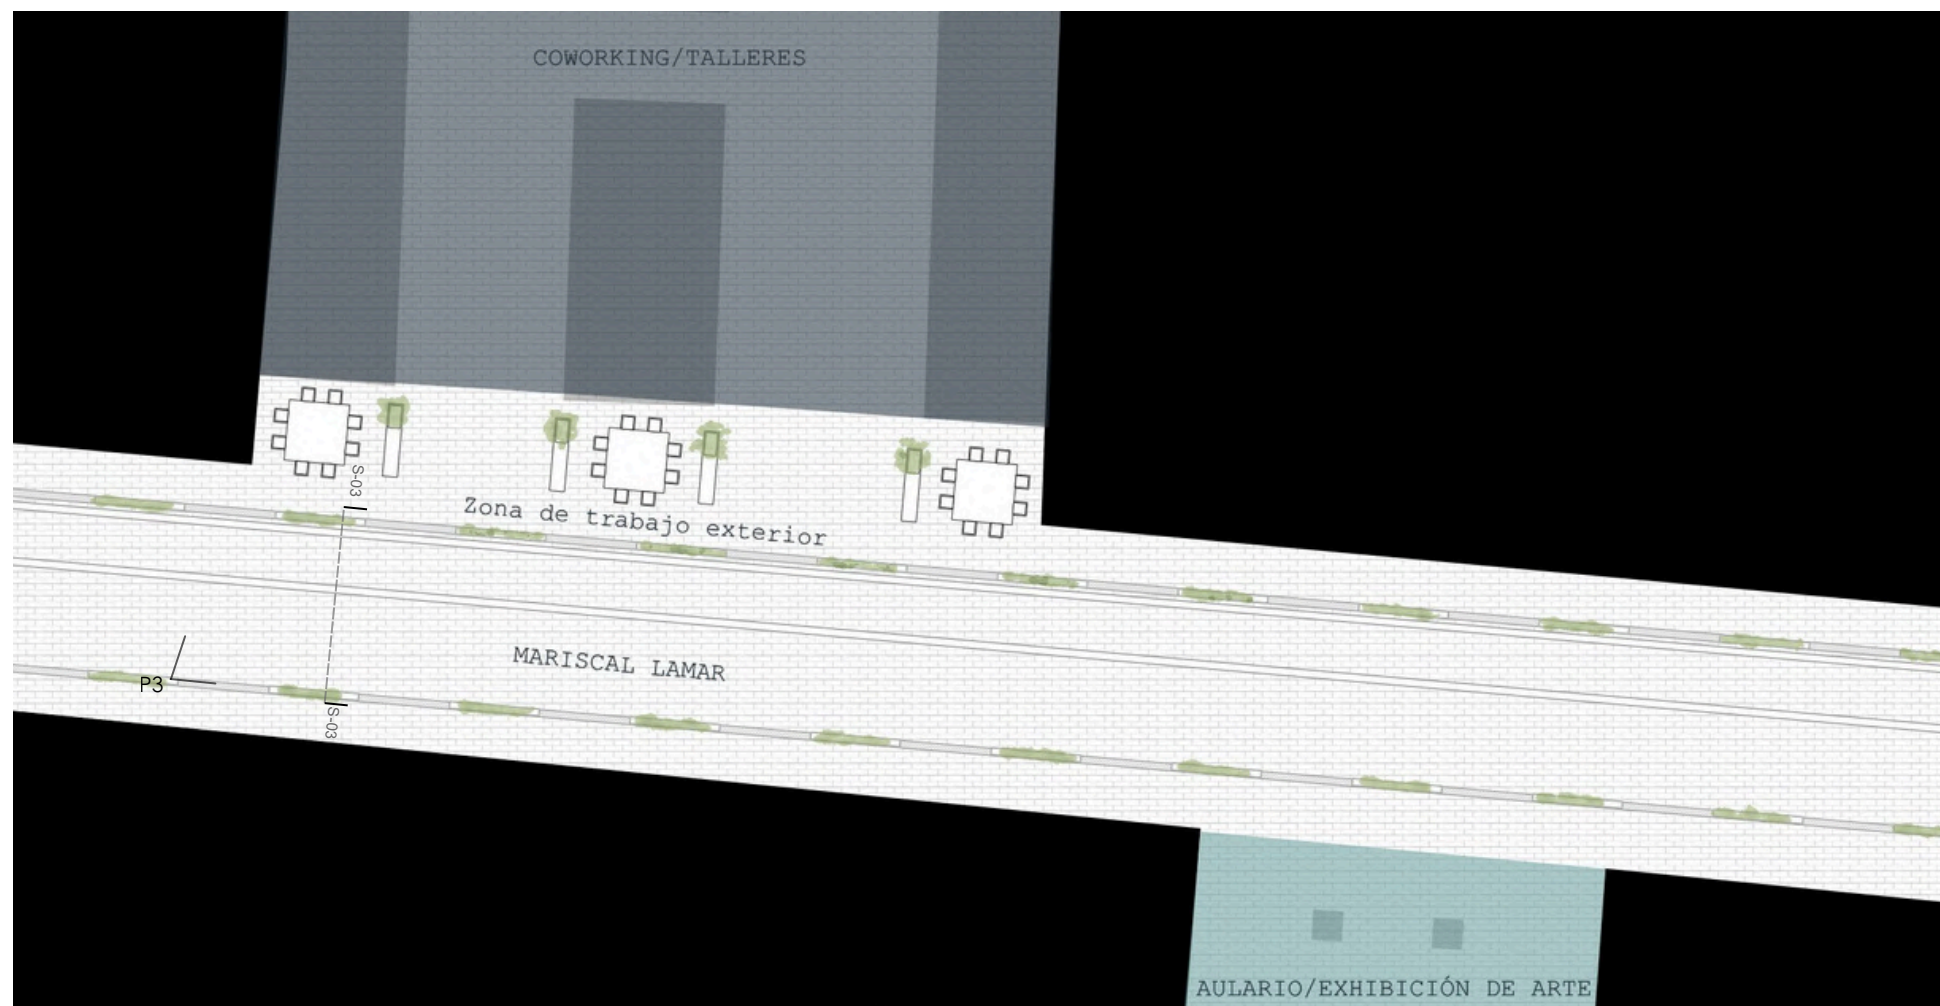 COWORKING/TALLERES
S-03
Zona de trabajo exterior
MARISCAL LAMAR
P3
S-03
AULARIO/EXHIBICIÓN DE ARTE